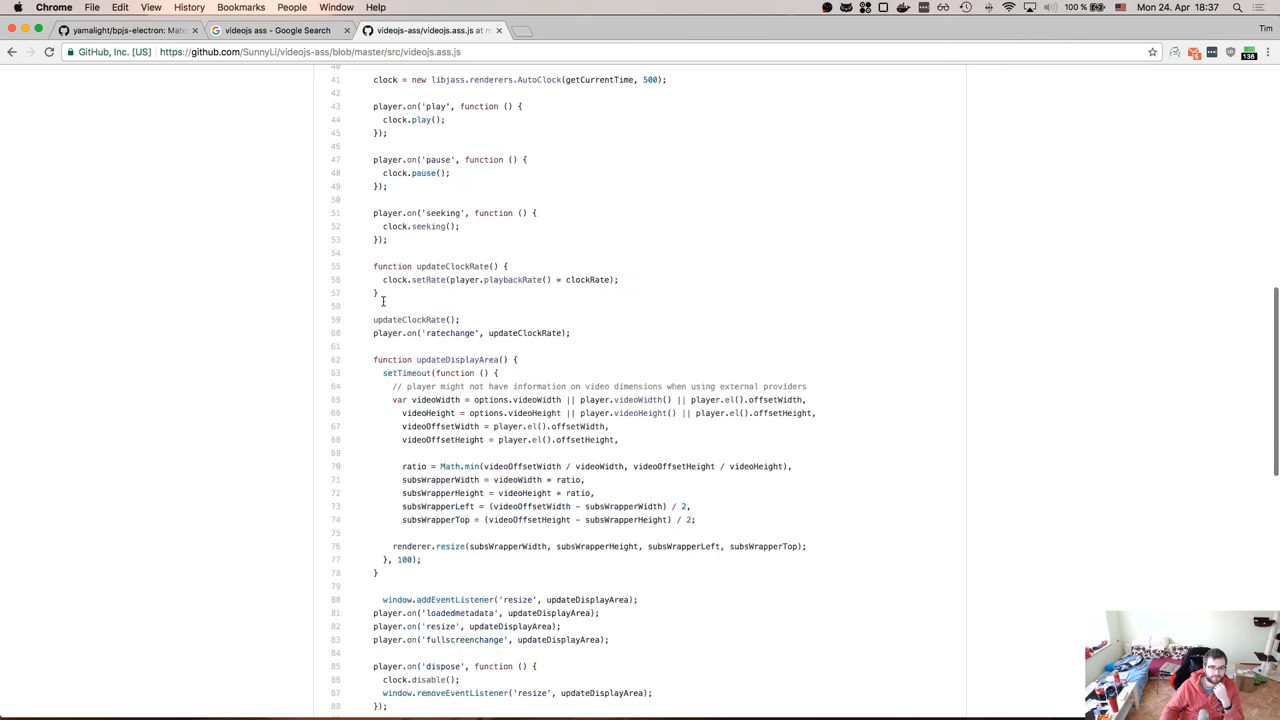 Chrome File Edit View History Bookmarks People Window Help
100 % Mon 24. Apr 18:37
yamalight/bpjs-electron: Mate
videojs ass - Google Search
videojs-ass/videojs.ass.js at m
Tim
GitHub, Inc. [US] https://github.com/SunnyLi/videojs-ass/blob/master/src/videojs.ass.js
5
136
40
41 clock = new libjass.renderers.AutoClock(getCurrentTime, 500);
42
43 player.on('play', function () {
44 clock.play();
45 });
46
47 player.on('pause', function () {
48 clock.pause();
49 });
50
51 player.on('seeking', function () {
52 clock.seeking();
53 });
54
55 function updateClockRate() {
56 clock.setRate(player.playbackRate() * clockRate);
57 }
58
59 updateClockRate();
60 player.on('ratechange', updateClockRate);
61
62 function updateDisplayArea() {
63 setTimeout(function () {
64 // player might not have information on video dimensions when using external providers
65 var videoWidth = options.videoWidth || player.videoWidth() || player.el().offsetWidth,
66 videoHeight = options.videoHeight || player.videoHeight() || player.el().offsetHeight,
67 videoOffsetWidth = player.el().offsetWidth,
68 videoOffsetHeight = player.el().offsetHeight,
69
70 ratio = Math.min(videoOffsetWidth / videoWidth, videoOffsetHeight / videoHeight),
71 subsWrapperWidth = videoWidth * ratio,
72 subsWrapperHeight = videoHeight * ratio,
73 subsWrapperLeft = (videoOffsetWidth - subsWrapperWidth) / 2,
74 subsWrapperTop = (videoOffsetHeight - subsWrapperHeight) / 2;
75
76 renderer.resize(subsWrapperWidth, subsWrapperHeight, subsWrapperLeft, subsWrapperTop);
77 }, 100);
78 }
79
80 window.addEventListener('resize', updateDisplayArea);
81 player.on('loadedmetadata', updateDisplayArea);
82 player.on('resize', updateDisplayArea);
83 player.on('fullscreenchange', updateDisplayArea);
84
85 player.on('dispose', function () {
86 clock.disable();
87 window.removeEventListener('resize', updateDisplayArea);
88 });